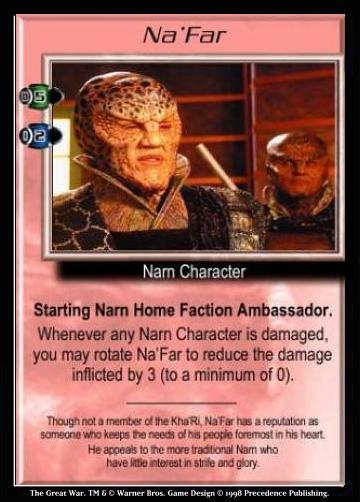 Na'Far
05
02
Narn Character
Starting Narn Home Faction Ambassador.
Whenever any Narn Character is damaged,
you may rotate Na'Far to reduce the damage
inflicted by 3 (to a minimum of 0).
Though not a member of the Kha'Ri, Na'Far has a reputation as
someone who keeps the needs of his people foremost in his heart.
He appeals to the more traditional Narn who
have little interest in strife and glory.
The Great War. TM & © Warner Bros. Game Design © 1998 Precedence Publishing.